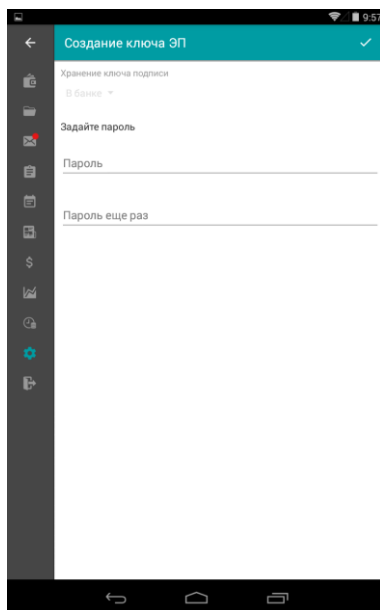 9:57
Создание ключа ЭП
Хранение ключа подписи
В банке
Задайте пароль
Пароль
Пароль еще раз